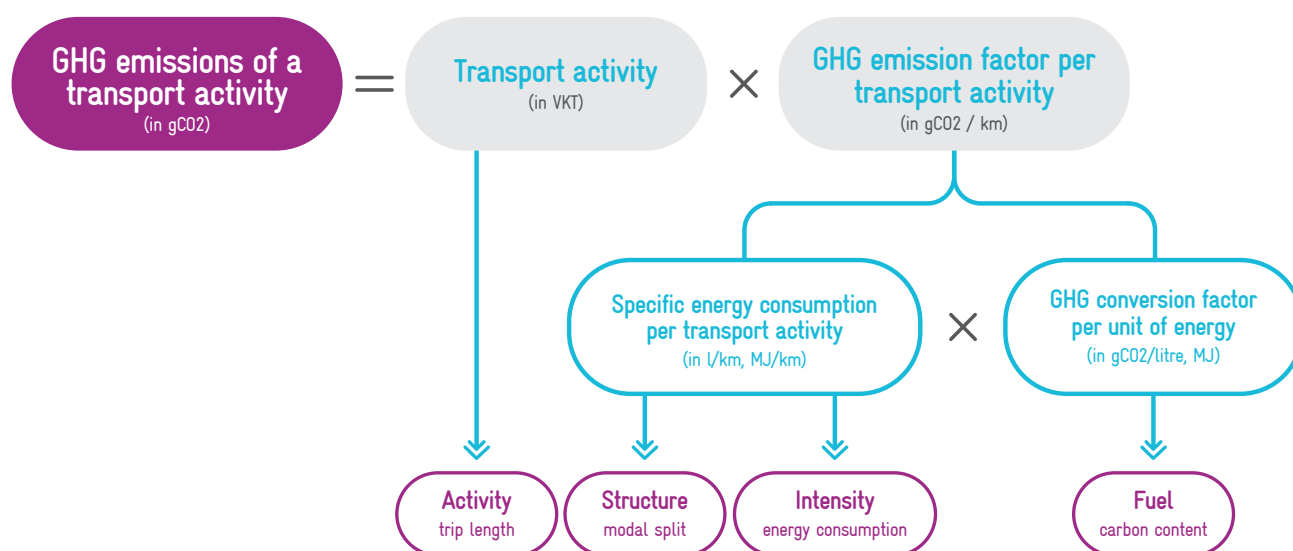 GHG emissions of a
transport activity
(in gCO2)
=
Transport activity
(in VKT)
×
GHG emission factor per
transport activity
(in gCO2 / km)
Specific energy consumption
per transport activity
(in l/km, MJ/km)
×
GHG conversion factor
per unit of energy
(in gCO2/litre, MJ)
Activity
trip length
Structure
modal split
Intensity
energy consumption
Fuel
carbon content